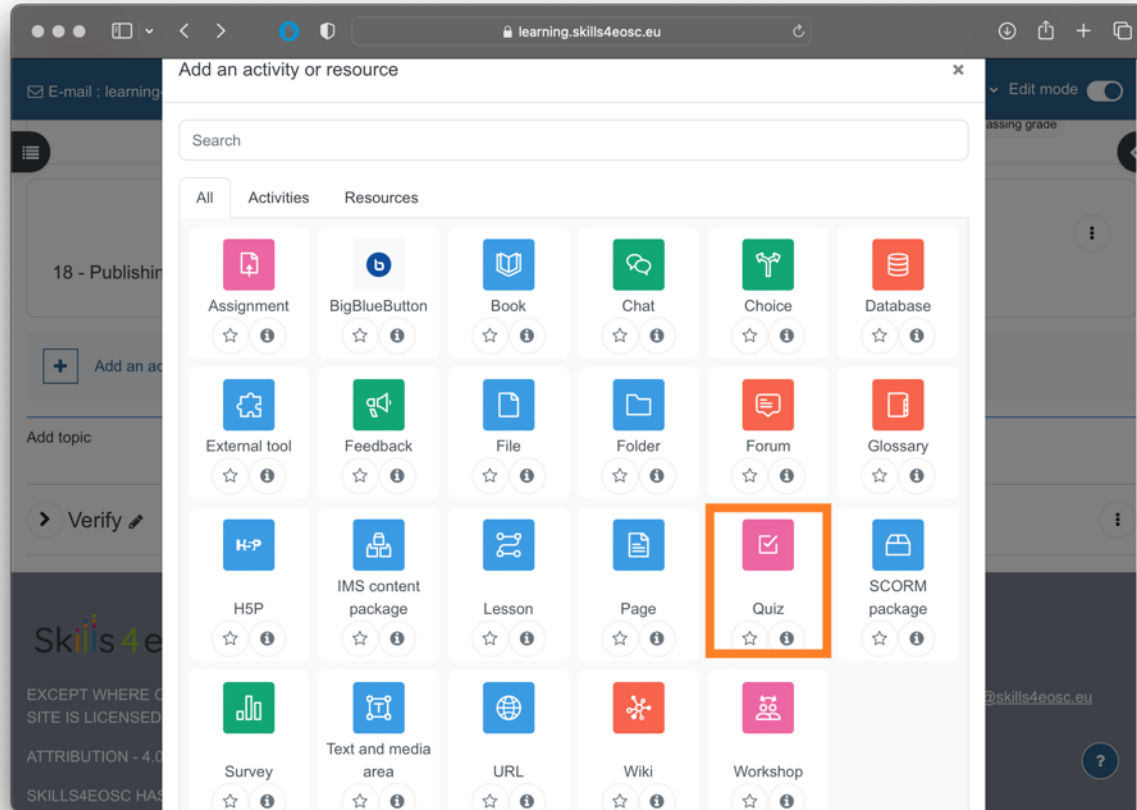 learning.skills4eosc.eu
E-mail : learning-
Edit mode
Add an activity or resource
×
assing grade
Search
All Activities Resources
18 - Publishin
Assignment BigBlueButton Book Chat Choice Database
Add an ac
External tool Feedback File Folder Forum Glossary
Add topic
Verify
H5P
H5P IMS content package Lesson Page Quiz SCORM package
Skills4e
EXCEPT WHERE
SITE IS LICENSED
@skills4eosc.eu
ATTRIBUTION - 4.0
Survey Text and media area URL Wiki Workshop
?
SKILLS4EOSC HAS